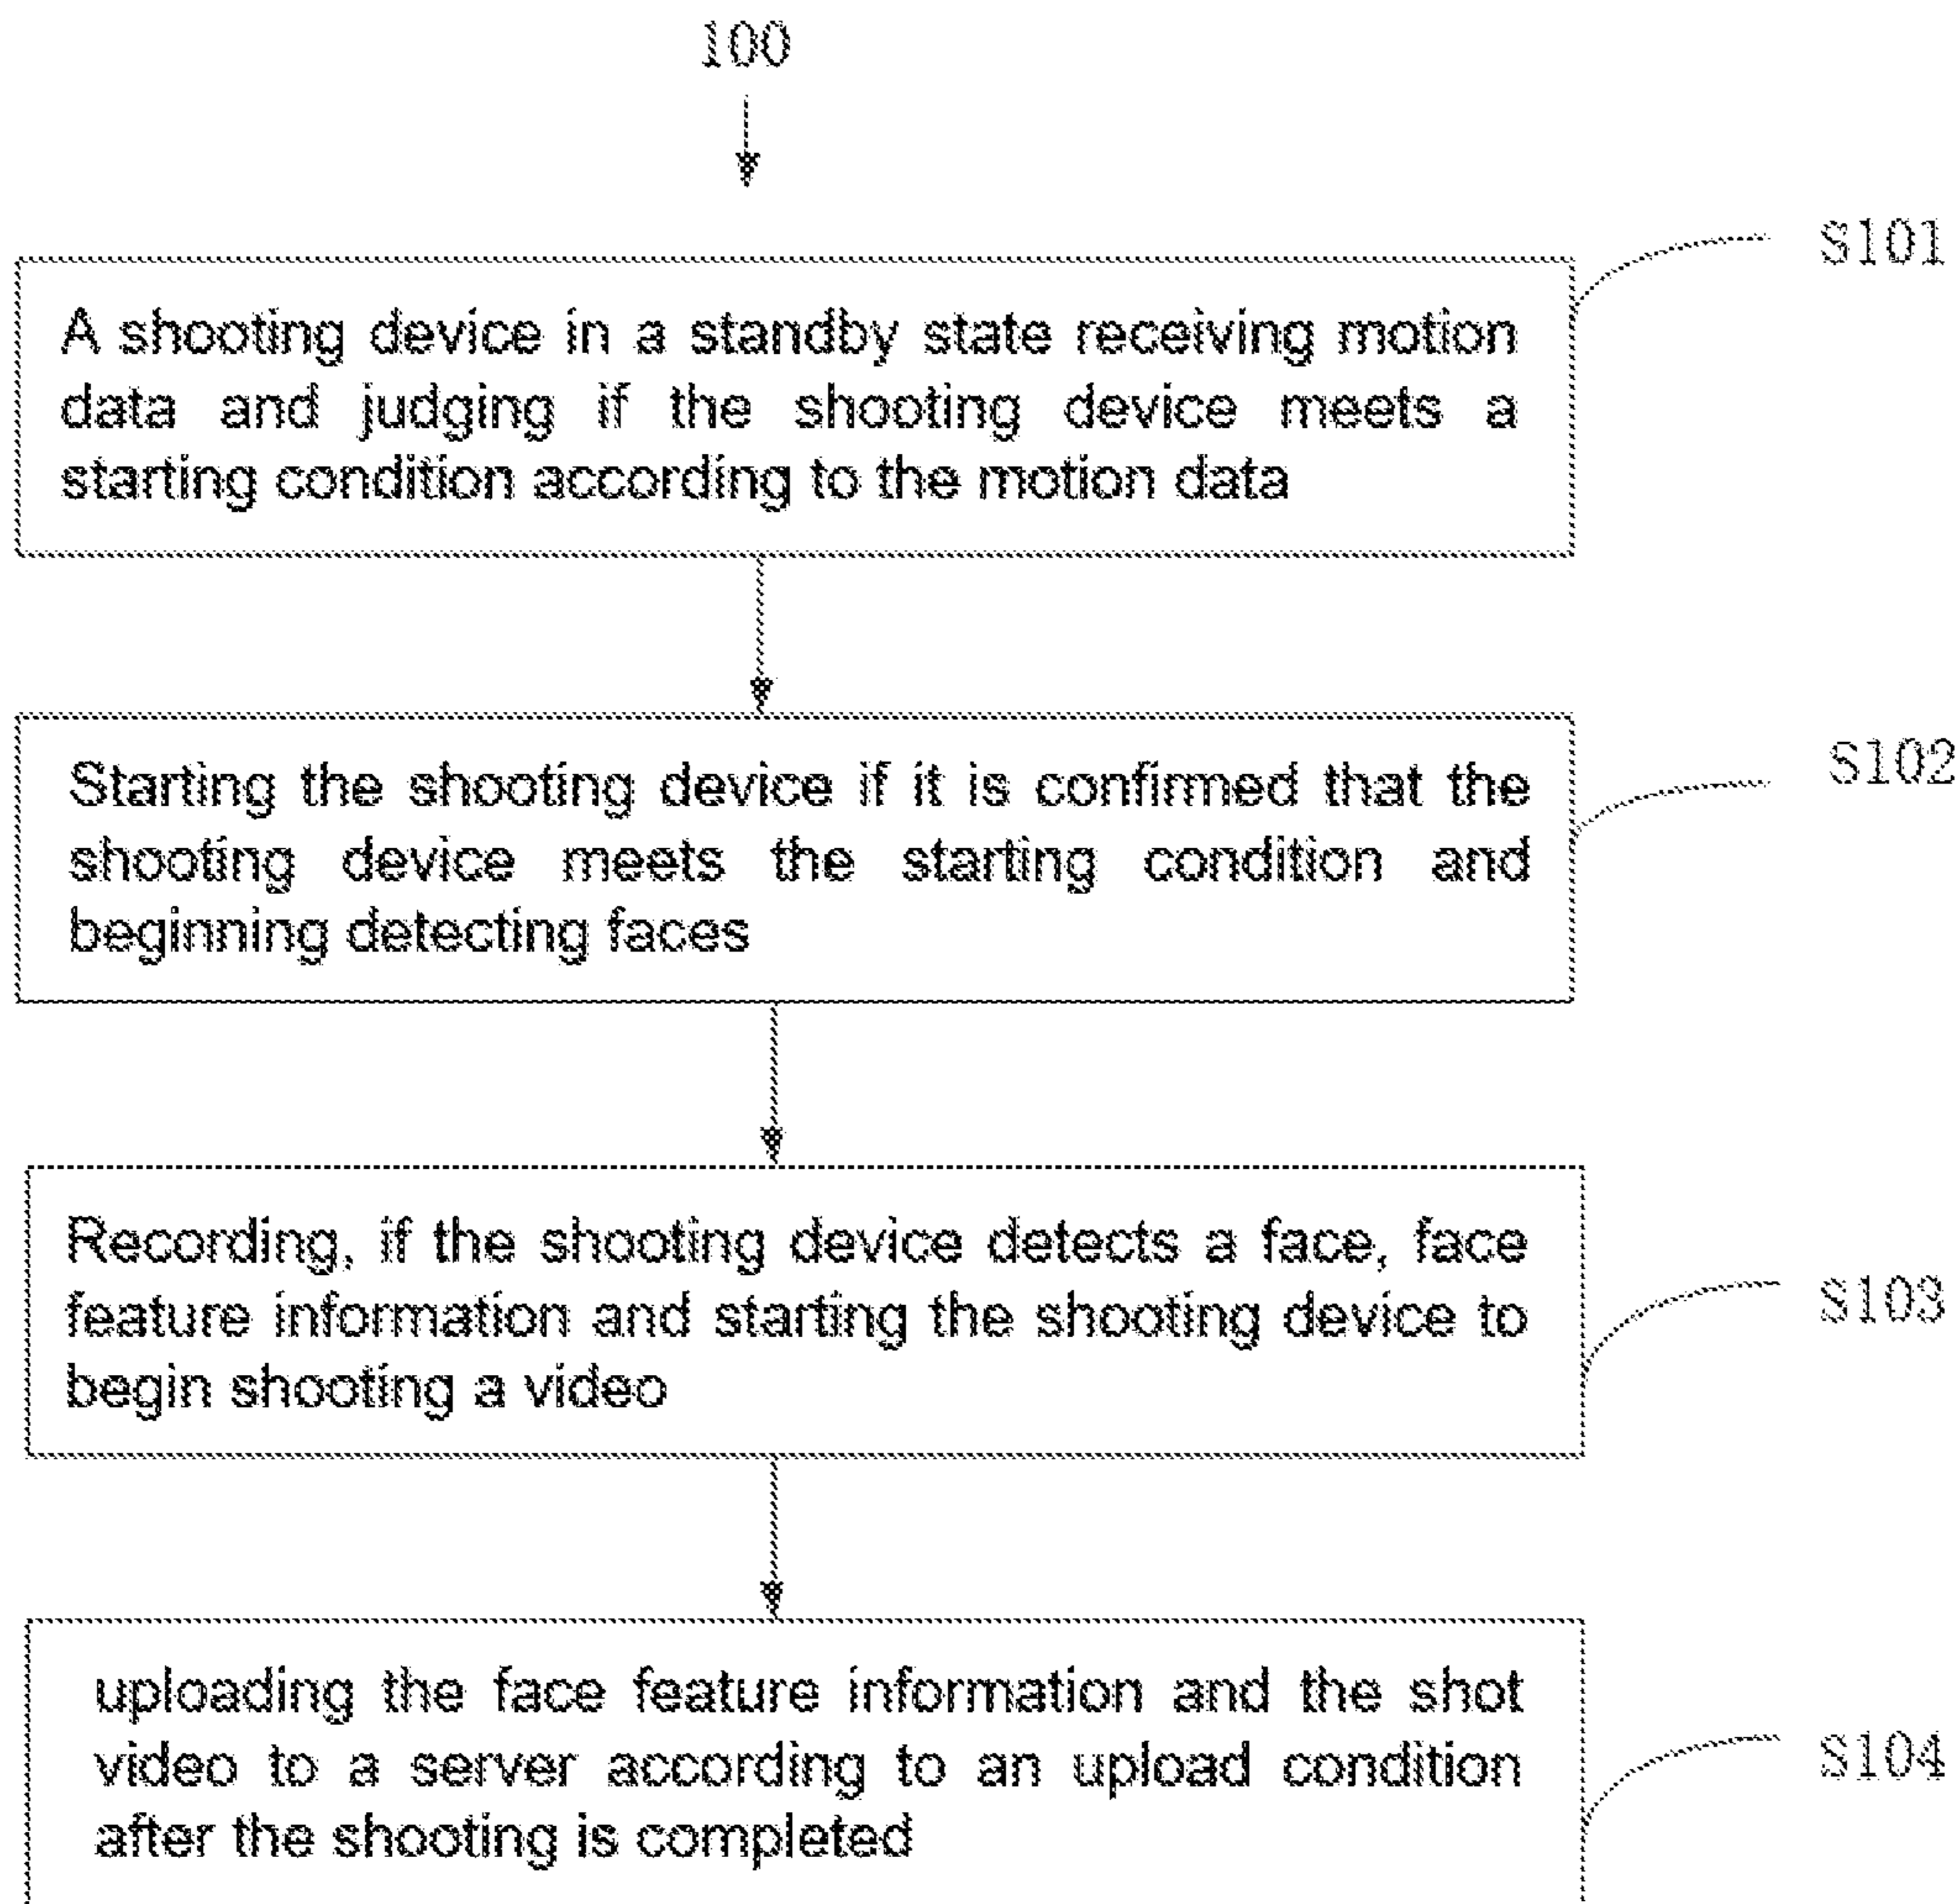 100
S101
A shooting device in a standby state receiving motion
data and judging if the shooting device meets a
starting condition according to the motion data
S102
Starting the shooting device if it is confirmed that the
shooting device meets the starting condition and
beginning detecting faces
Recording, if the shooting device detects a face, face
feature information and starting the shooting device to
begin shooting a video
S103
uploading the face feature information and the shot
video to a server according to an upload condition
after the shooting is completed
S104